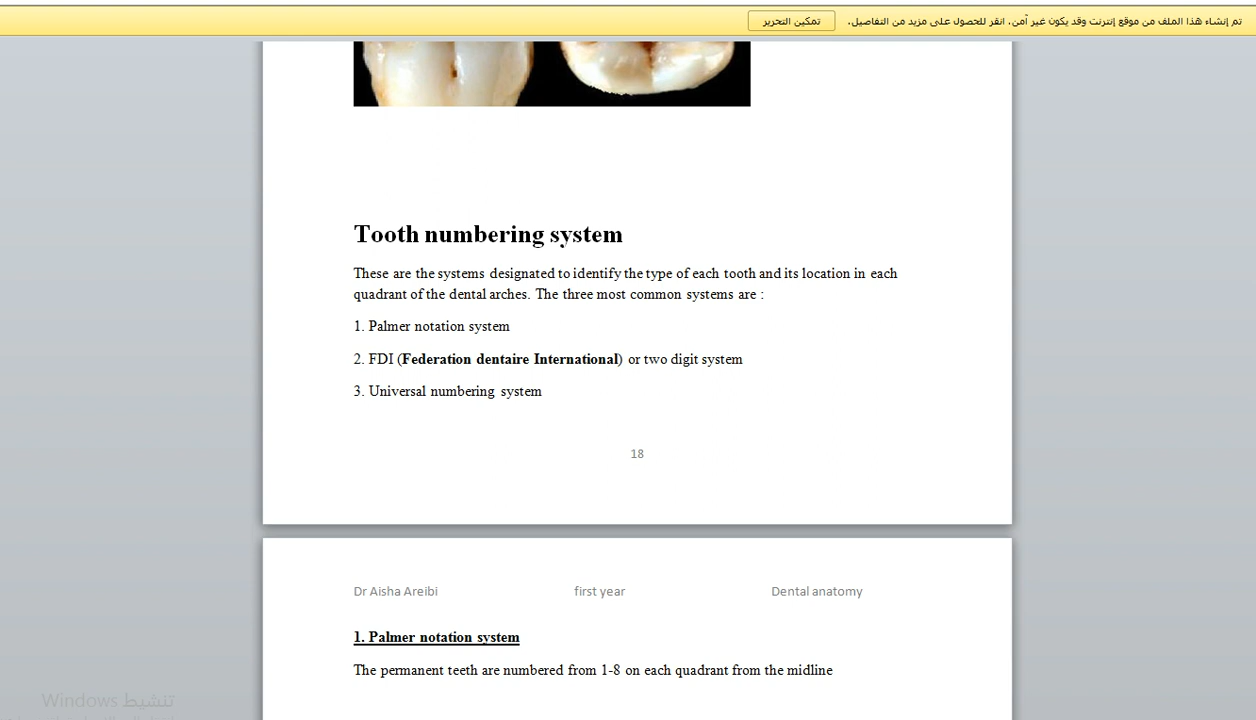 تم إنشاء هذا الملف من موقع إنترنت وقد يكون غير آمن. انقر للحصول على مزيد من التفاصيل.
تمكين التحرير
Tooth numbering system
These are the systems designated to identify the type of each tooth and its location in each
quadrant of the dental arches. The three most common systems are :
1. Palmer notation system
2. FDI (Federation dentaire International) or two digit system
3. Universal numbering system
18
Dr Aisha Areibi first year Dental anatomy
1. Palmer notation system
The permanent teeth are numbered from 1-8 on each quadrant from the midline
تنشيط Windows